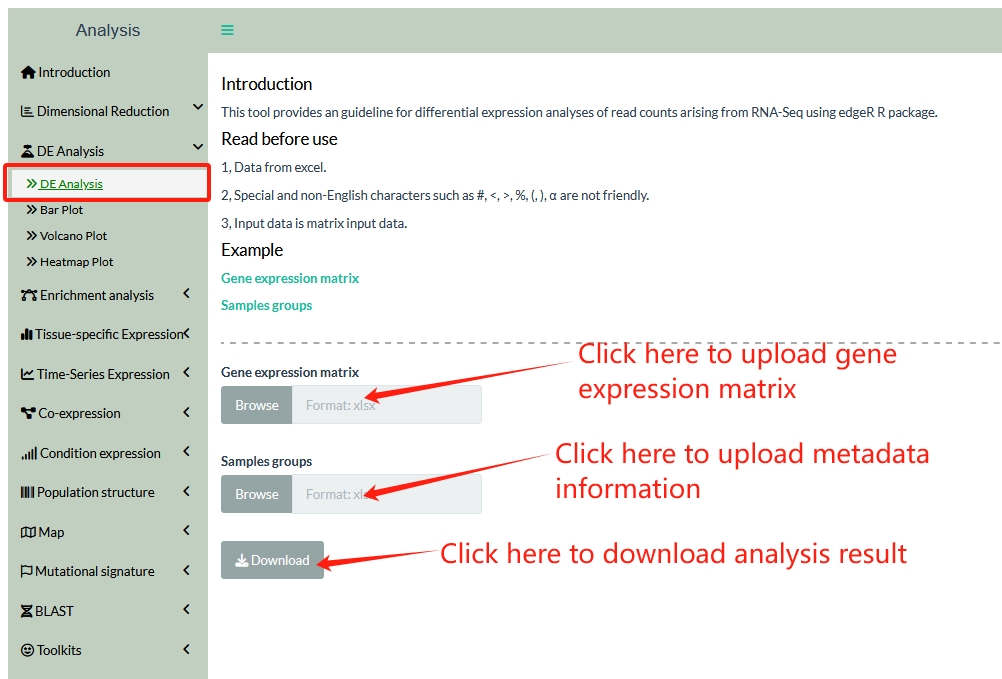 Analysis
Introduction
Dimensional Reduction
DE Analysis
DE Analysis
Bar Plot
Volcano Plot
Heatmap Plot
Enrichment analysis
Tissue-specific Expression
Time-Series Expression
Co-expression
Condition expression
Population structure
Map
Mutational signature
BLAST
Toolkits
Introduction
This tool provides an guideline for differential expression analyses of read counts arising from RNA-Seq using edgeR R package.
Read before use
1, Data from excel.
2, Special and non-English characters such as #, <, >, %, (, ), α are not friendly.
3, Input data is matrix input data.
Example
Gene expression matrix
Samples groups
Click here to upload gene
expression matrix
Gene expression matrix
Browse Format: xlsx
Click here to upload metadada
information
Samples groups
Browse Format: xlsx
Click here to download analysis result
Download